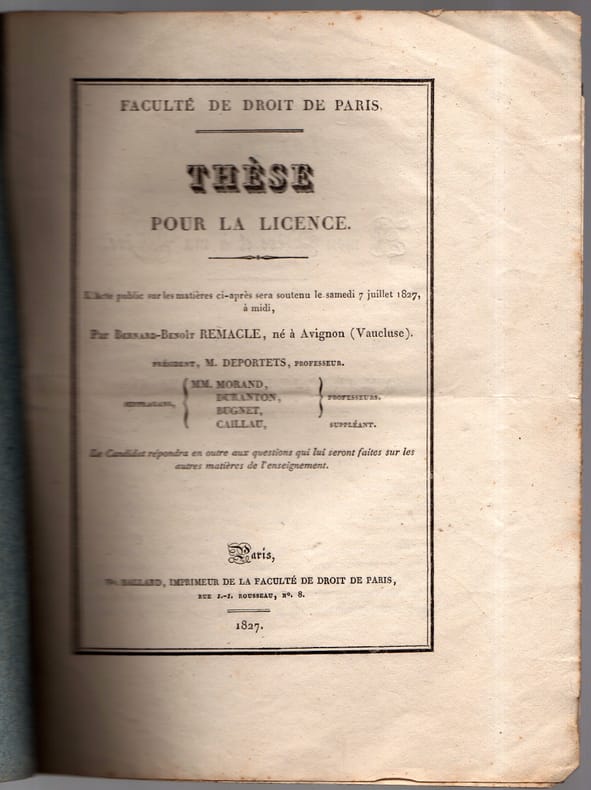 FACULTÉ DE DROIT DE PARIS.
THÈSE
POUR LA LICENCE.
L'Acte public sur les matières ci-après sera soutenu le samedi 7 juillet 1827,
à midi,
Par BERNARD-BENOÎT REMACLE, né à Avignon (Vaucluse).
PRÉSIDENT, M. DEPORTETS, PROFESSEUR.
MM. MORAND,
SUFFRAGANS, DURANTON, PROFESSEURS.
BUGNET,
CAILLAU, SUPPLÉANT.
Le Candidat répondra en outre aux questions qui lui seront faites sur les
autres matières de l'enseignement.
Paris,
BALLARD, IMPRIMEUR DE LA FACULTÉ DE DROIT DE PARIS,
RUE J.-J. ROUSSEAU, Nº. 8.
1827.